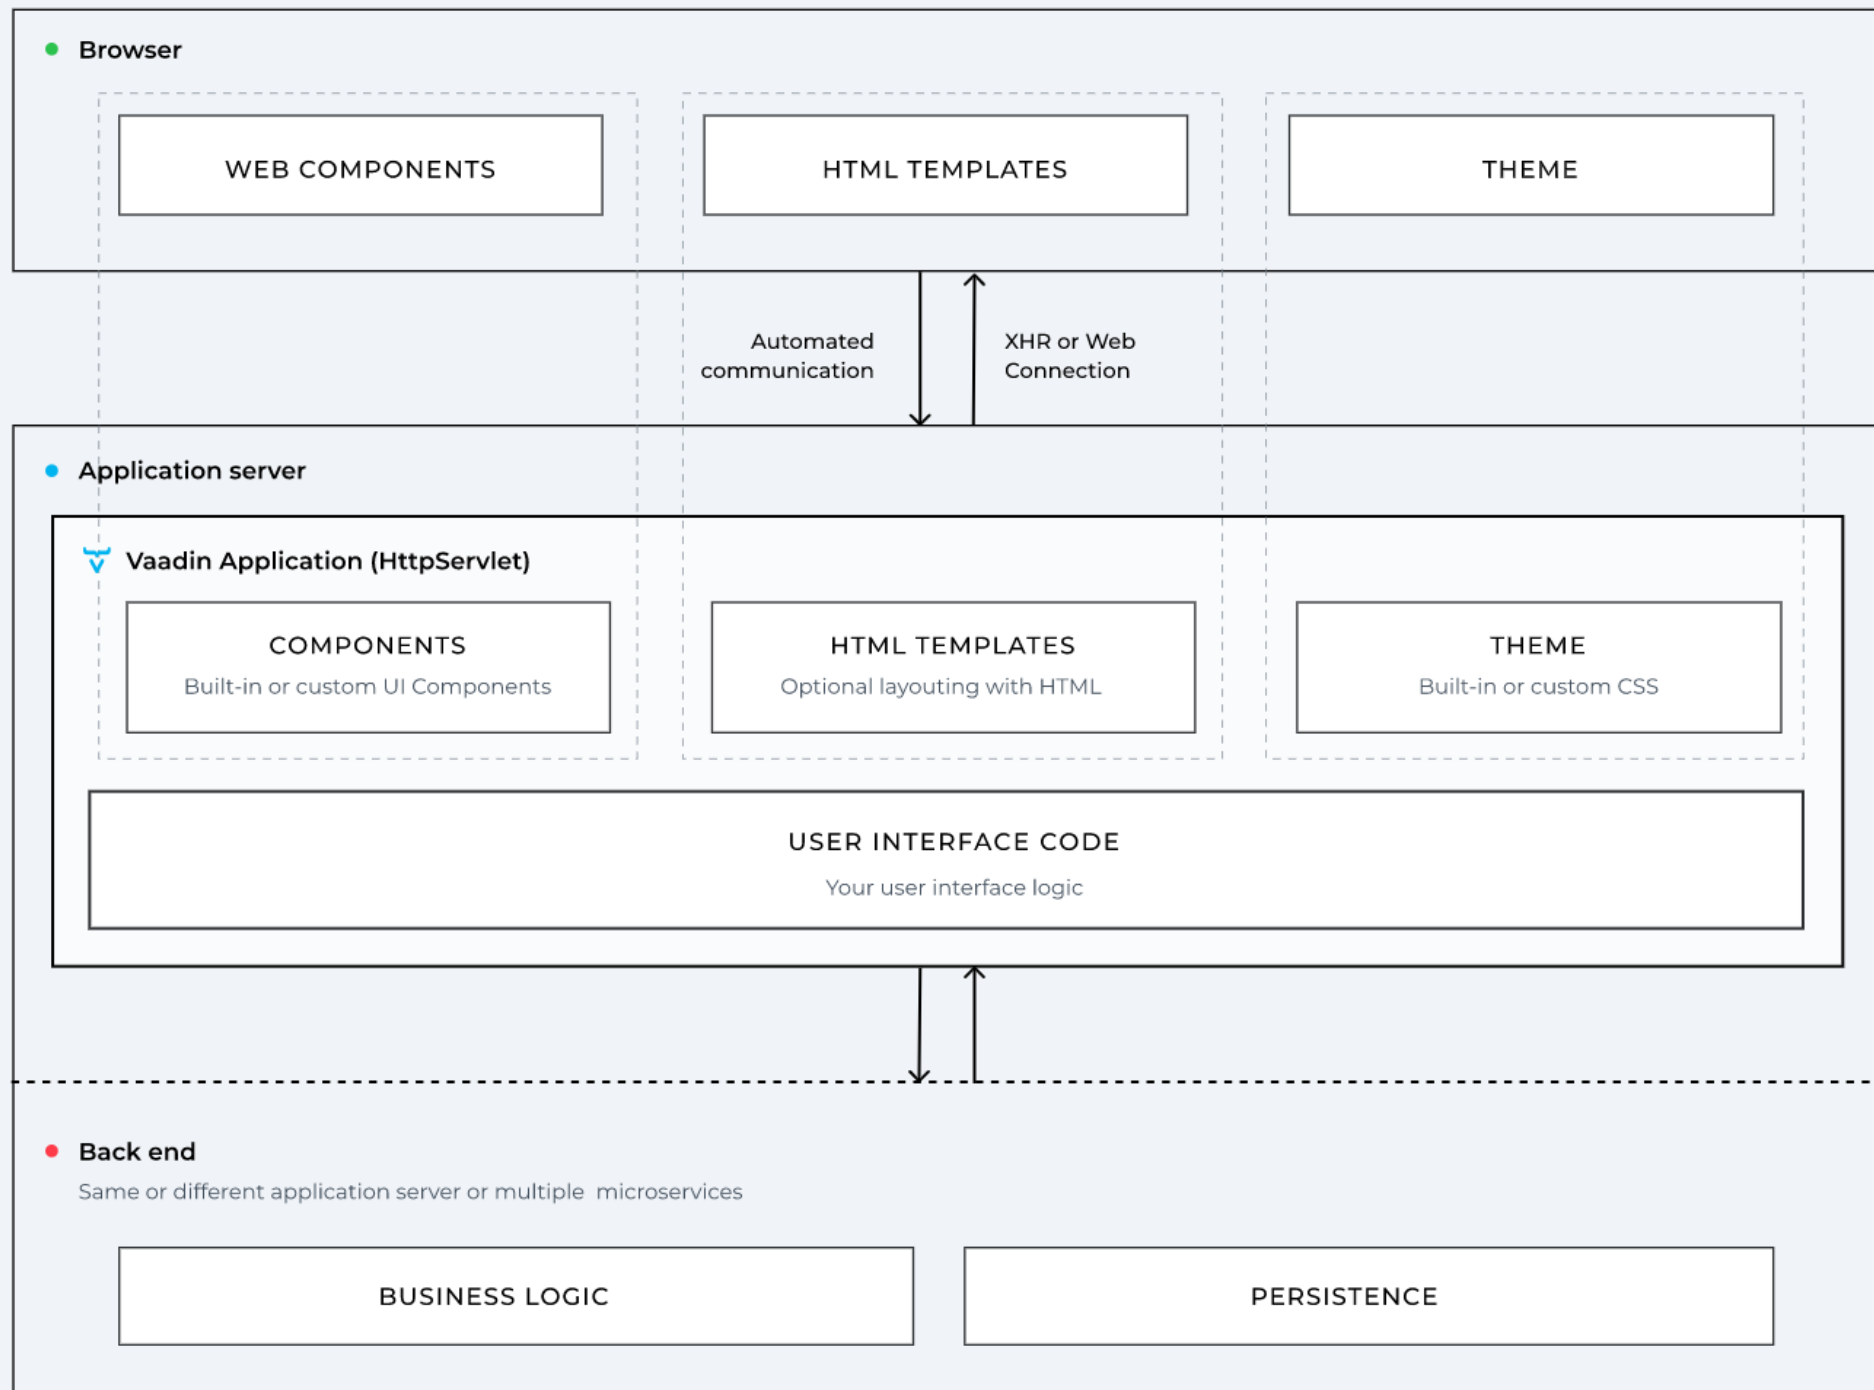 Browser
WEB COMPONENTS
HTML TEMPLATES
THEME
Automated
communication
XHR or Web
Connection
Application server
Vaadin Application (HttpServlet)
COMPONENTS
Built-in or custom UI Components
HTML TEMPLATES
Optional layouting with HTML
THEME
Built-in or custom CSS
USER INTERFACE CODE
Your user interface logic
Back end
Same or different application server or multiple  microservices
BUSINESS LOGIC
PERSISTENCE